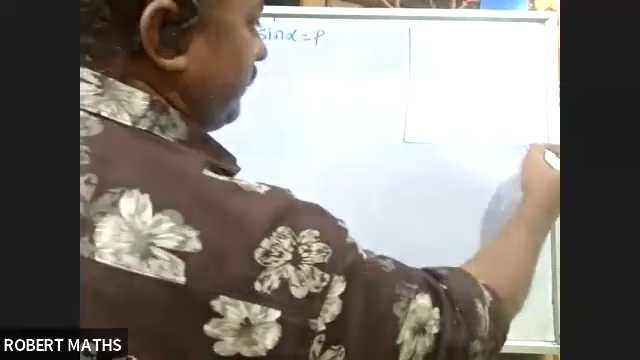 sinα = p
ROBERT MATHS